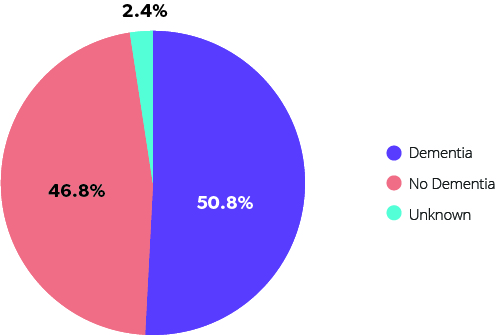 2.4%
46.8%
50.8%
Dementia
No Dementia
Unknown